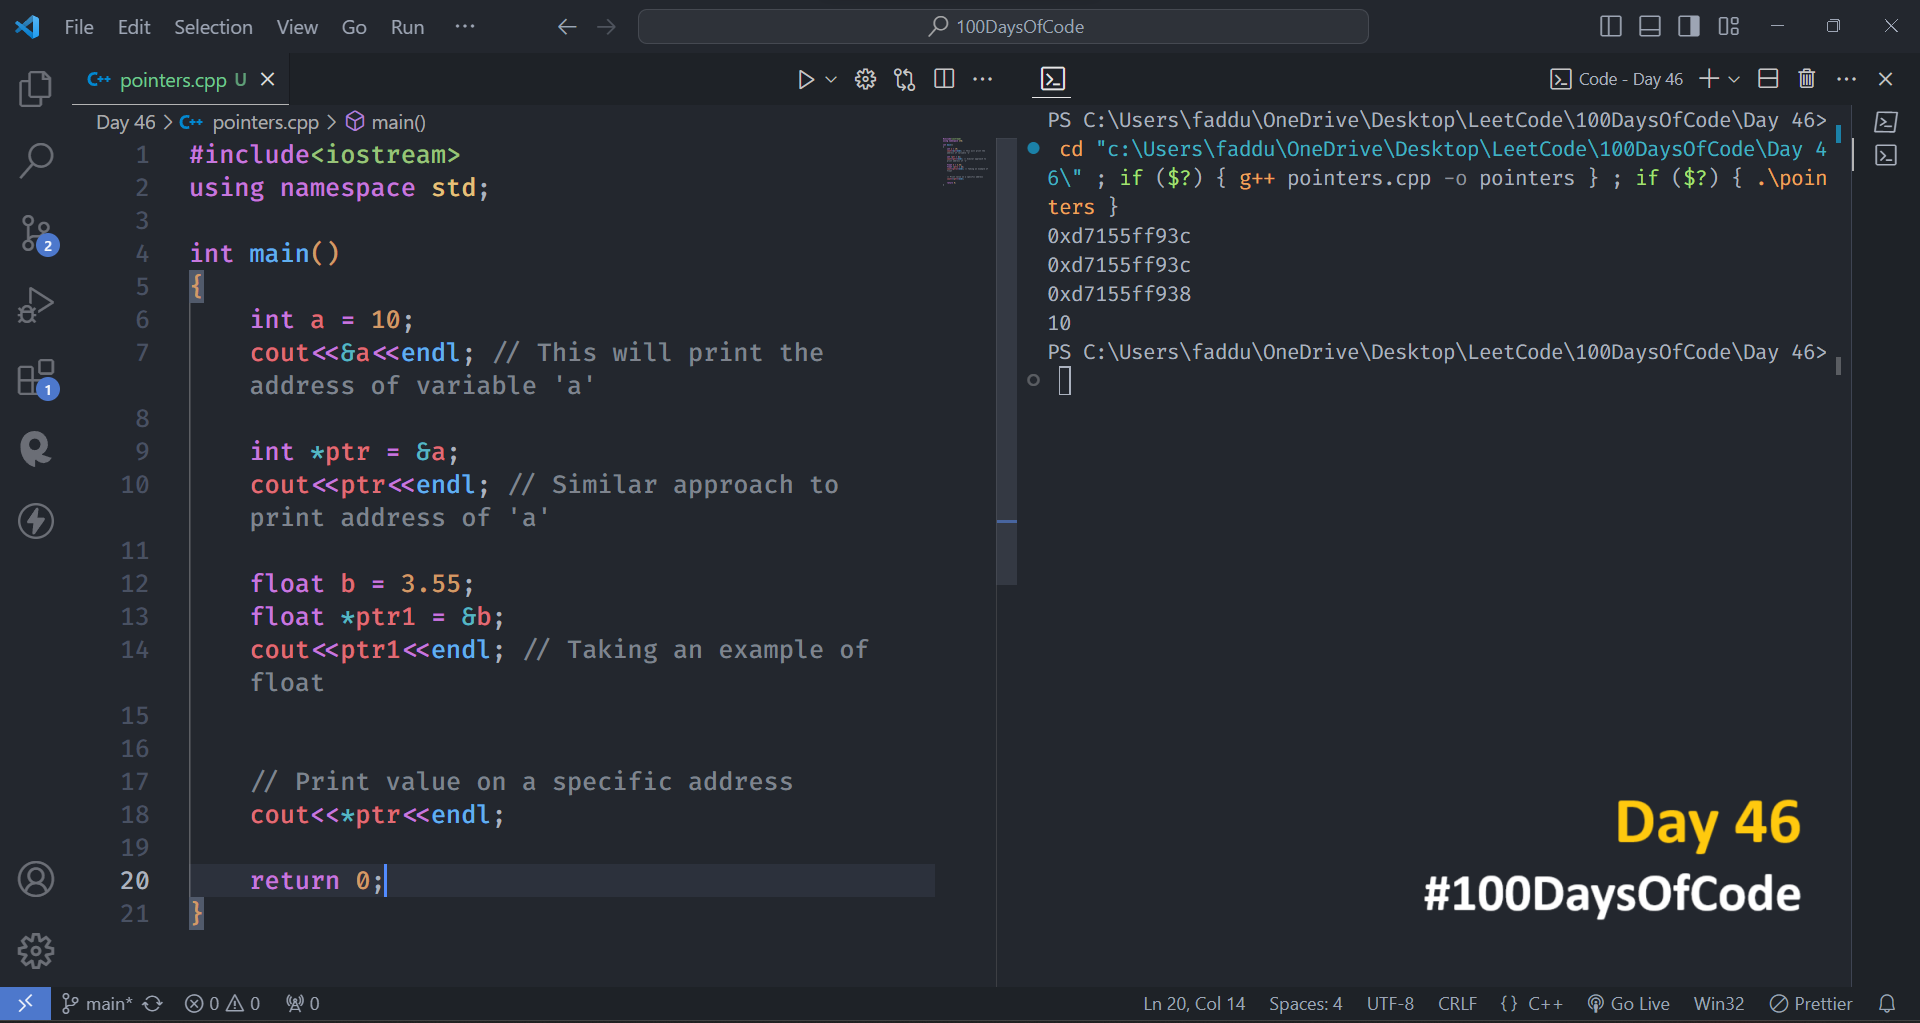 File Edit Selection View Go Run ··· 100DaysOfCode
C++ pointers.cpp U
Day 46 > C++ pointers.cpp > main()
1 #include<iostream>
2 using namespace std;
3
4 int main()
5 {
6 int a = 10;
7 cout<<&a<<endl; // This will print the
address of variable 'a'
8
9 int *ptr = &a;
10 cout<<ptr<<endl; // Similar approach to
print address of 'a'
11
12 float b = 3.55;
13 float *ptr1 = &b;
14 cout<<ptr1<<endl; // Taking an example of
float
15
16
17 // Print value on a specific address
18 cout<<*ptr<<endl;
19
20 return 0;
21 }
2
1
Code - Day 46
PS C:\Users\faddu\OneDrive\Desktop\LeetCode\100DaysOfCode\Day 46>
cd "c:\Users\faddu\OneDrive\Desktop\LeetCode\100DaysOfCode\Day 4
6\" ; if ($?) { g++ pointers.cpp -o pointers } ; if ($?) { .\poin
ters }
0xd7155ff93c
0xd7155ff93c
0xd7155ff938
10
PS C:\Users\faddu\OneDrive\Desktop\LeetCode\100DaysOfCode\Day 46>
Day 46
#100DaysOfCode
main* 0 0 0 Ln 20, Col 14 Spaces: 4 UTF-8 CRLF {} C++ Go Live Win32 Prettier